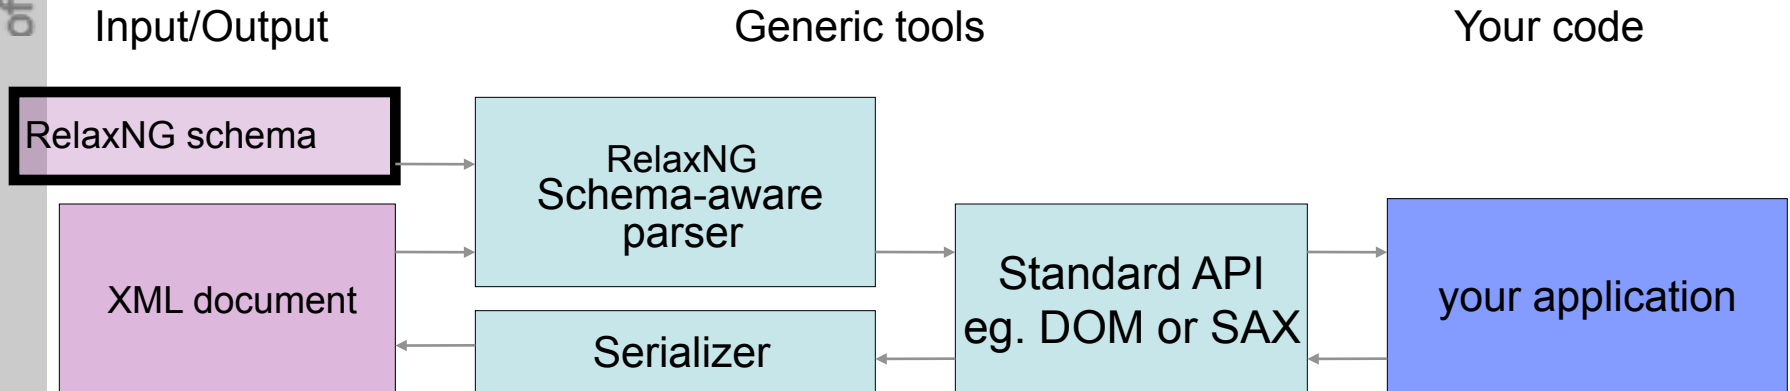 of
Input/Output
Generic tools
Your code
RelaxNG schema
RelaxNG
Schema-aware
parser
XML document
Serializer
Standard API
eg. DOM or SAX
your application